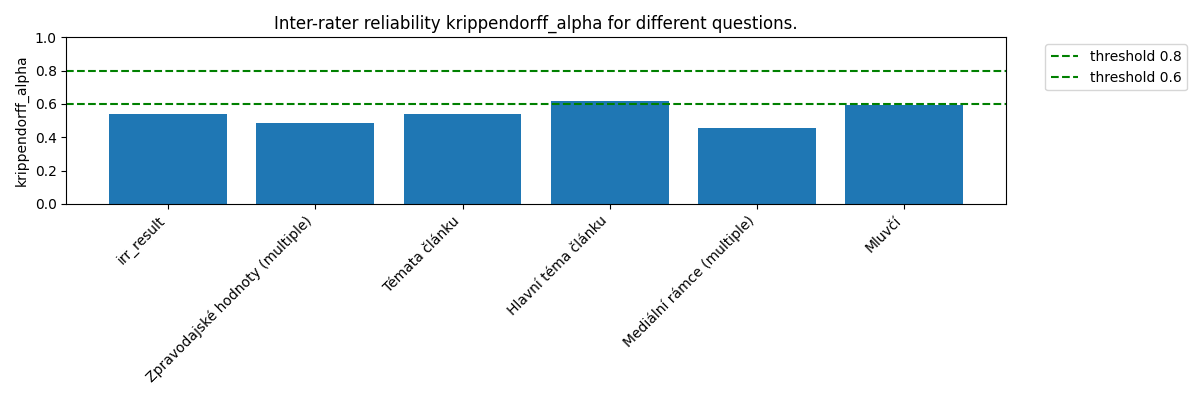 Inter-rater reliability krippendorff_alpha for different questions.
krippendorff_alpha
1.0
0.8
0.6
0.4
0.2
0.0
irr_result
Zpravodajské hodnoty (multiple)
Témata článku
Hlavní téma článku
Mediální rámce (multiple)
Mluvčí
threshold 0.8
threshold 0.6